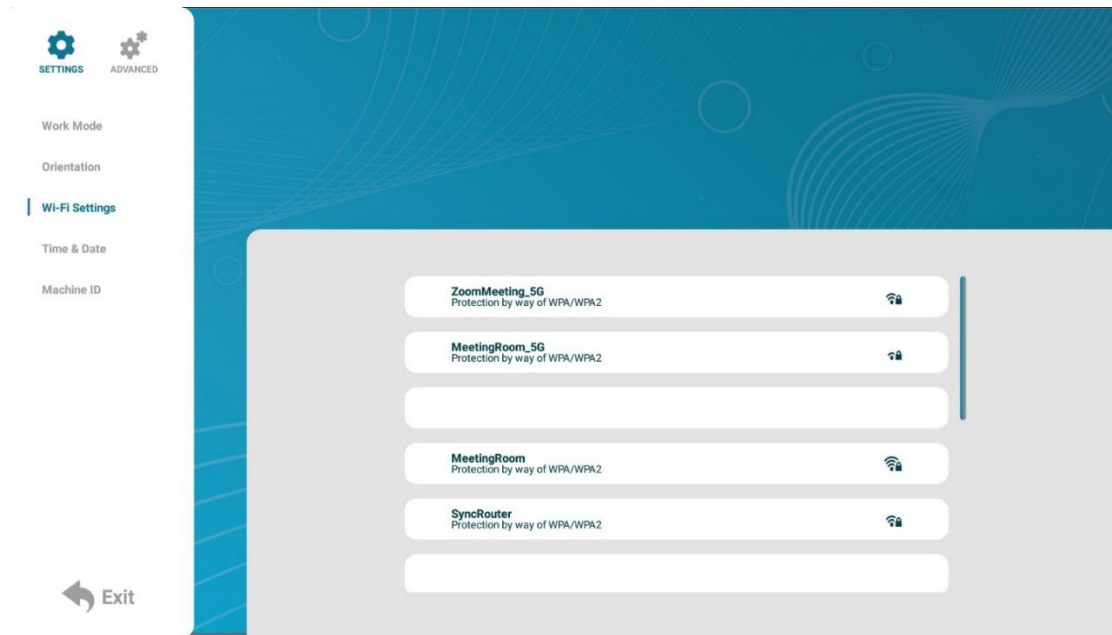 SETTINGS
ADVANCED
Work Mode
Orientation
Wi-Fi Settings
Time & Date
Machine ID
Exit
ZoomMeeting_5G
Protection by way of WPA/WPA2
MeetingRoom_5G
Protection by way of WPA/WPA2
MeetingRoom
Protection by way of WPA/WPA2
SyncRouter
Protection by way of WPA/WPA2